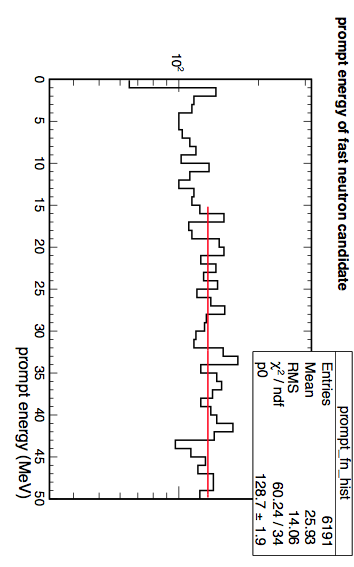 prompt energy of fast neutron candidate
prompt_fn_hist
Entries 6191
Mean 25.93
RMS 14.06
χ² / ndf 60.24 / 34
p0 128.7 ± 1.9
10²
0 5 10 15 20 25 30 35 40 45 50
prompt energy (MeV)